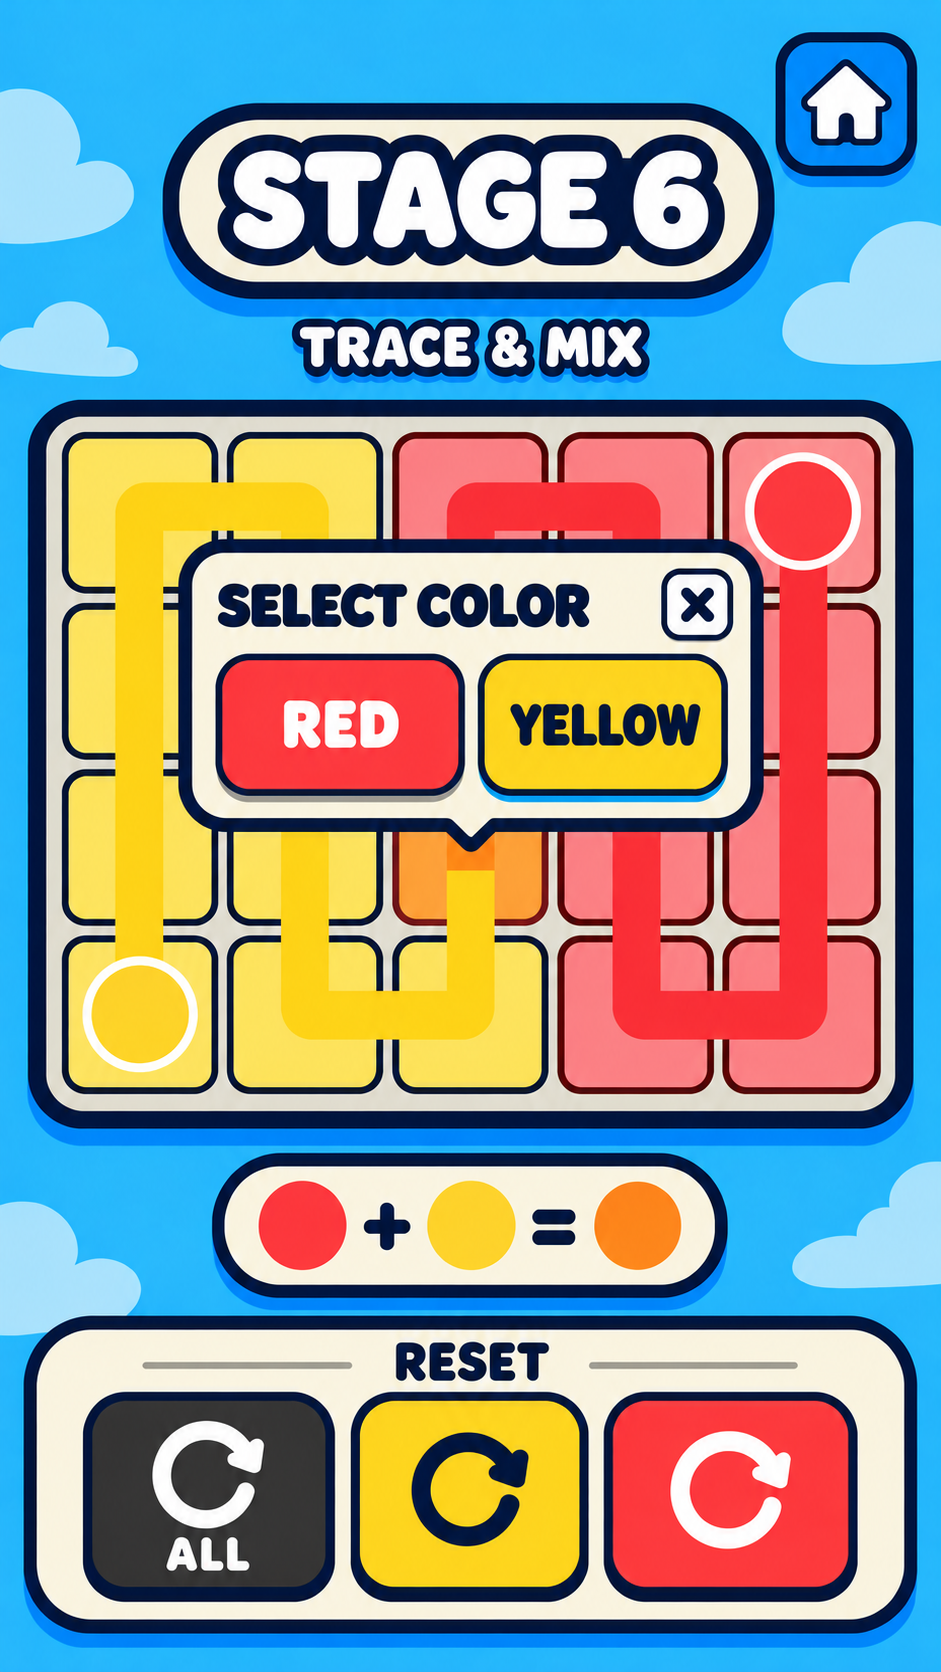 STAGE 6
TRACE & MIX
SELECT COLOR
RED
YELLOW
+ =
RESET
ALL